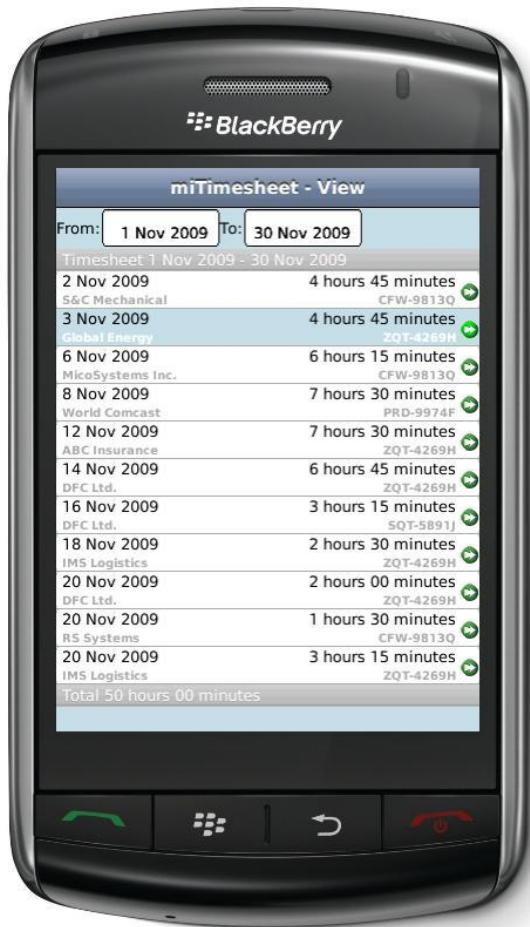 BlackBerry
miTimesheet - View
From: 1 Nov 2009 To: 30 Nov 2009
Timesheet 1 Nov 2009 - 30 Nov 2009
2 Nov 2009 4 hours 45 minutes
S&C Mechanical CFW-9813Q
3 Nov 2009 4 hours 45 minutes
Global Energy ZQT-4269H
6 Nov 2009 6 hours 15 minutes
MicoSystems Inc. CFW-9813Q
8 Nov 2009 7 hours 30 minutes
World Comcast PRD-9974F
12 Nov 2009 7 hours 30 minutes
ABC Insurance ZQT-4269H
14 Nov 2009 6 hours 45 minutes
DFC Ltd. ZQT-4269H
16 Nov 2009 3 hours 15 minutes
DFC Ltd. SQT-5891J
18 Nov 2009 2 hours 30 minutes
IMS Logistics ZQT-4269H
20 Nov 2009 2 hours 00 minutes
DFC Ltd. ZQT-4269H
20 Nov 2009 1 hours 30 minutes
RS Systems CFW-9813Q
20 Nov 2009 3 hours 15 minutes
IMS Logistics ZQT-4269H
Total 50 hours 00 minutes